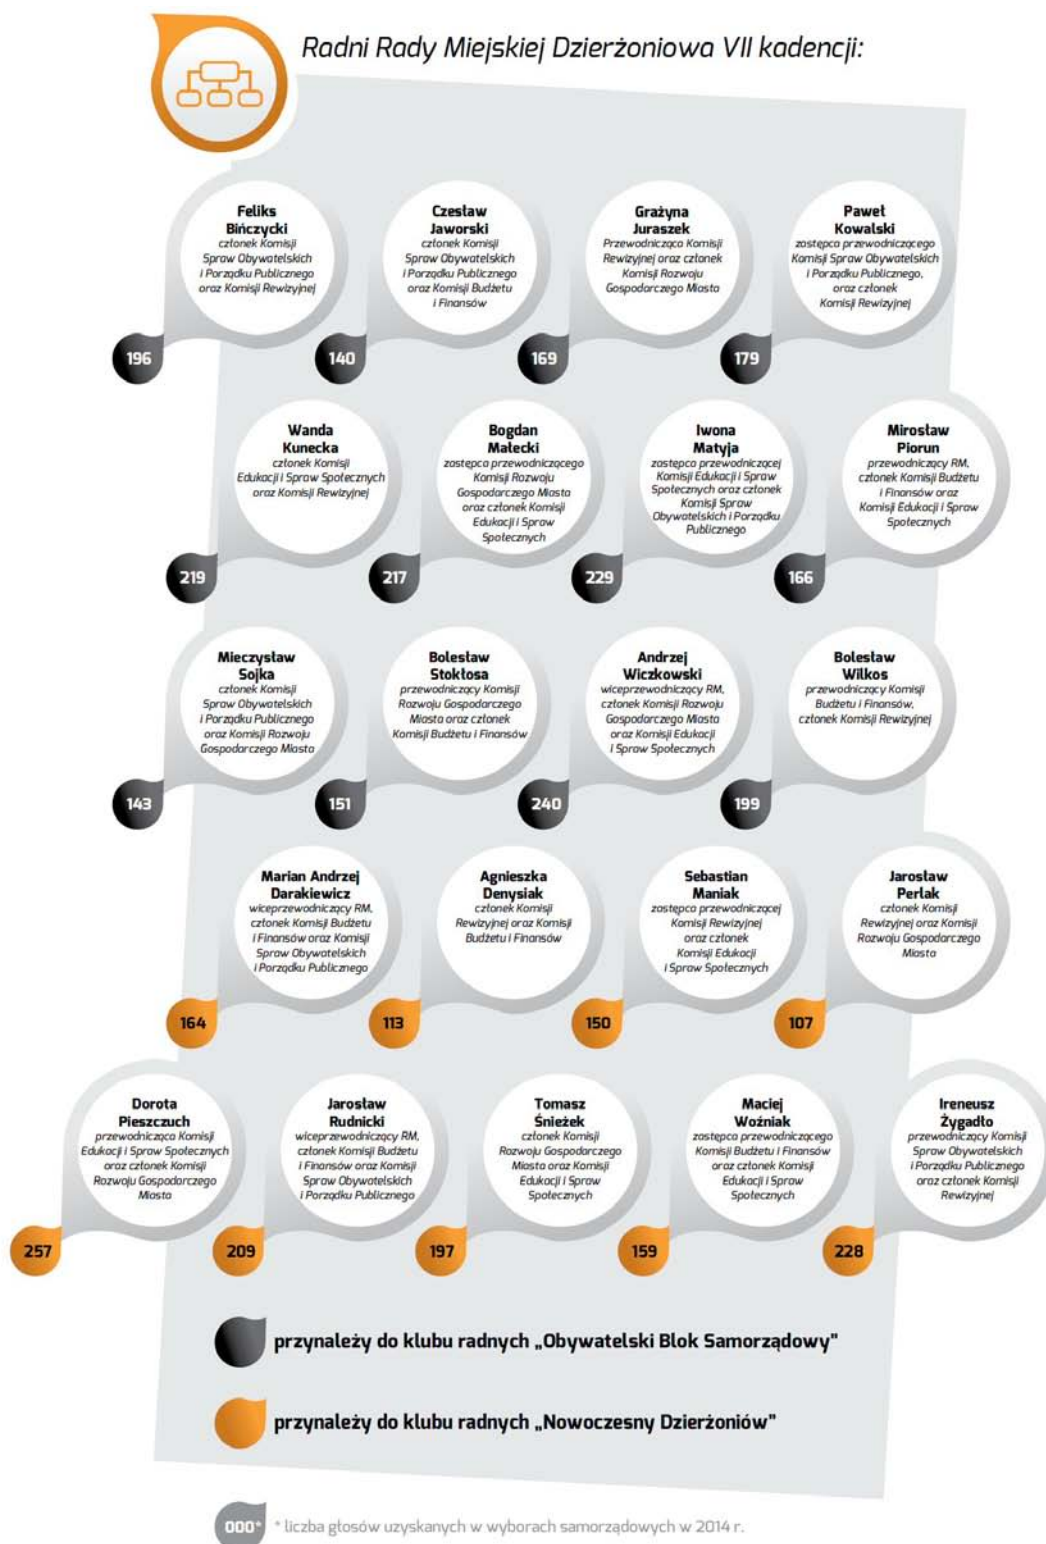 Radni Rady Miejskiej Dzierżoniowa VII kadencji:
Feliks
Bińczycki
członek Komisji
Spraw Obywatelskich
i Porządku Publicznego
oraz Komisji Rewizyjnej
196
Czesław
Jaworski
członek Komisji
Spraw Obywatelskich
i Porządku Publicznego
oraz Komisji Budżetu
i Finansów
140
Grażyna
Juraszek
Przewodnicząca Komisji
Rewizyjnej oraz członek
Komisji Rozwoju
Gospodarczego Miasta
169
Paweł
Kowalski
zastępca przewodniczącego
Komisji Spraw Obywatelskich
i Porządku Publicznego,
oraz członek
Komisji Rewizyjnej
179
Wanda
Kunecka
członek Komisji
Edukacji i Spraw Społecznych
oraz Komisji Rewizyjnej
219
Bogdan
Małecki
zastępca przewodniczącego
Komisji Rozwoju
Gospodarczego Miasta
oraz członek Komisji
Edukacji i Spraw
Społecznych
217
Iwona
Matyja
zastępca przewodniczącej
Komisji Edukacji i Spraw
Społecznych oraz członek
Komisji Spraw
Obywatelskich i Porządku
Publicznego
229
Mirosław
Piorun
przewodniczący RM,
członek Komisji Budżetu
i Finansów oraz
Komisji Edukacji i Spraw
Społecznych
166
Mieczysław
Sojka
członek Komisji
Spraw Obywatelskich
i Porządku Publicznego
oraz Komisji Rozwoju
Gospodarczego Miasta
143
Bolesław
Stokłosa
przewodniczący Komisji
Rozwoju Gospodarczego
Miasta oraz członek
Komisji Budżetu i Finansów
151
Andrzej
Wiczkowski
wiceprzewodniczący RM,
członek Komisji Rozwoju
Gospodarczego Miasta
oraz Komisji Edukacji
i Spraw Społecznych
240
Bolesław
Wilkos
przewodniczący Komisji
Budżetu i Finansów,
członek Komisji Rewizyjnej
199
Marian Andrzej
Darakiewicz
wiceprzewodniczący RM,
członek Komisji Budżetu
i Finansów oraz Komisji
Spraw Obywatelskich
i Porządku Publicznego
164
Agnieszka
Denysiak
członek Komisji
Rewizyjnej oraz Komisji
Budżetu i Finansów
113
Sebastian
Maniak
zastępca przewodniczącej
Komisji Rewizyjnej
oraz członek
Komisji Edukacji
i Spraw Społecznych
150
Jarosław
Perlak
członek Komisji
Rewizyjnej oraz Komisji
Rozwoju Gospodarczego
Miasta
107
Dorota
Pieszczuch
przewodnicząca Komisji
Edukacji i Spraw Społecznych
oraz członek Komisji
Rozwoju Gospodarczego
Miasta
257
Jarosław
Rudnicki
wiceprzewodniczący RM,
członek Komisji Budżetu
i Finansów oraz Komisji
Spraw Obywatelskich
i Porządku Publicznego
209
Tomasz
Śnieżek
członek Komisji
Rozwoju Gospodarczego
Miasta oraz Komisji
Edukacji i Spraw
Społecznych
197
Maciej
Woźniak
zastępca przewodniczącego
Komisji Budżetu i Finansów
oraz członek Komisji
Edukacji i Spraw
Społecznych
159
Ireneusz
Żygadło
przewodniczący Komisji
Spraw Obywatelskich
i Porządku Publicznego
oraz członek Komisji
Rewizyjnej
228
przynależy do klubu radnych „Obywatelski Blok Samorządowy"
przynależy do klubu radnych „Nowoczesny Dzierżoniów"
000* * liczba głosów uzyskanych w wyborach samorządowych w 2014 r.